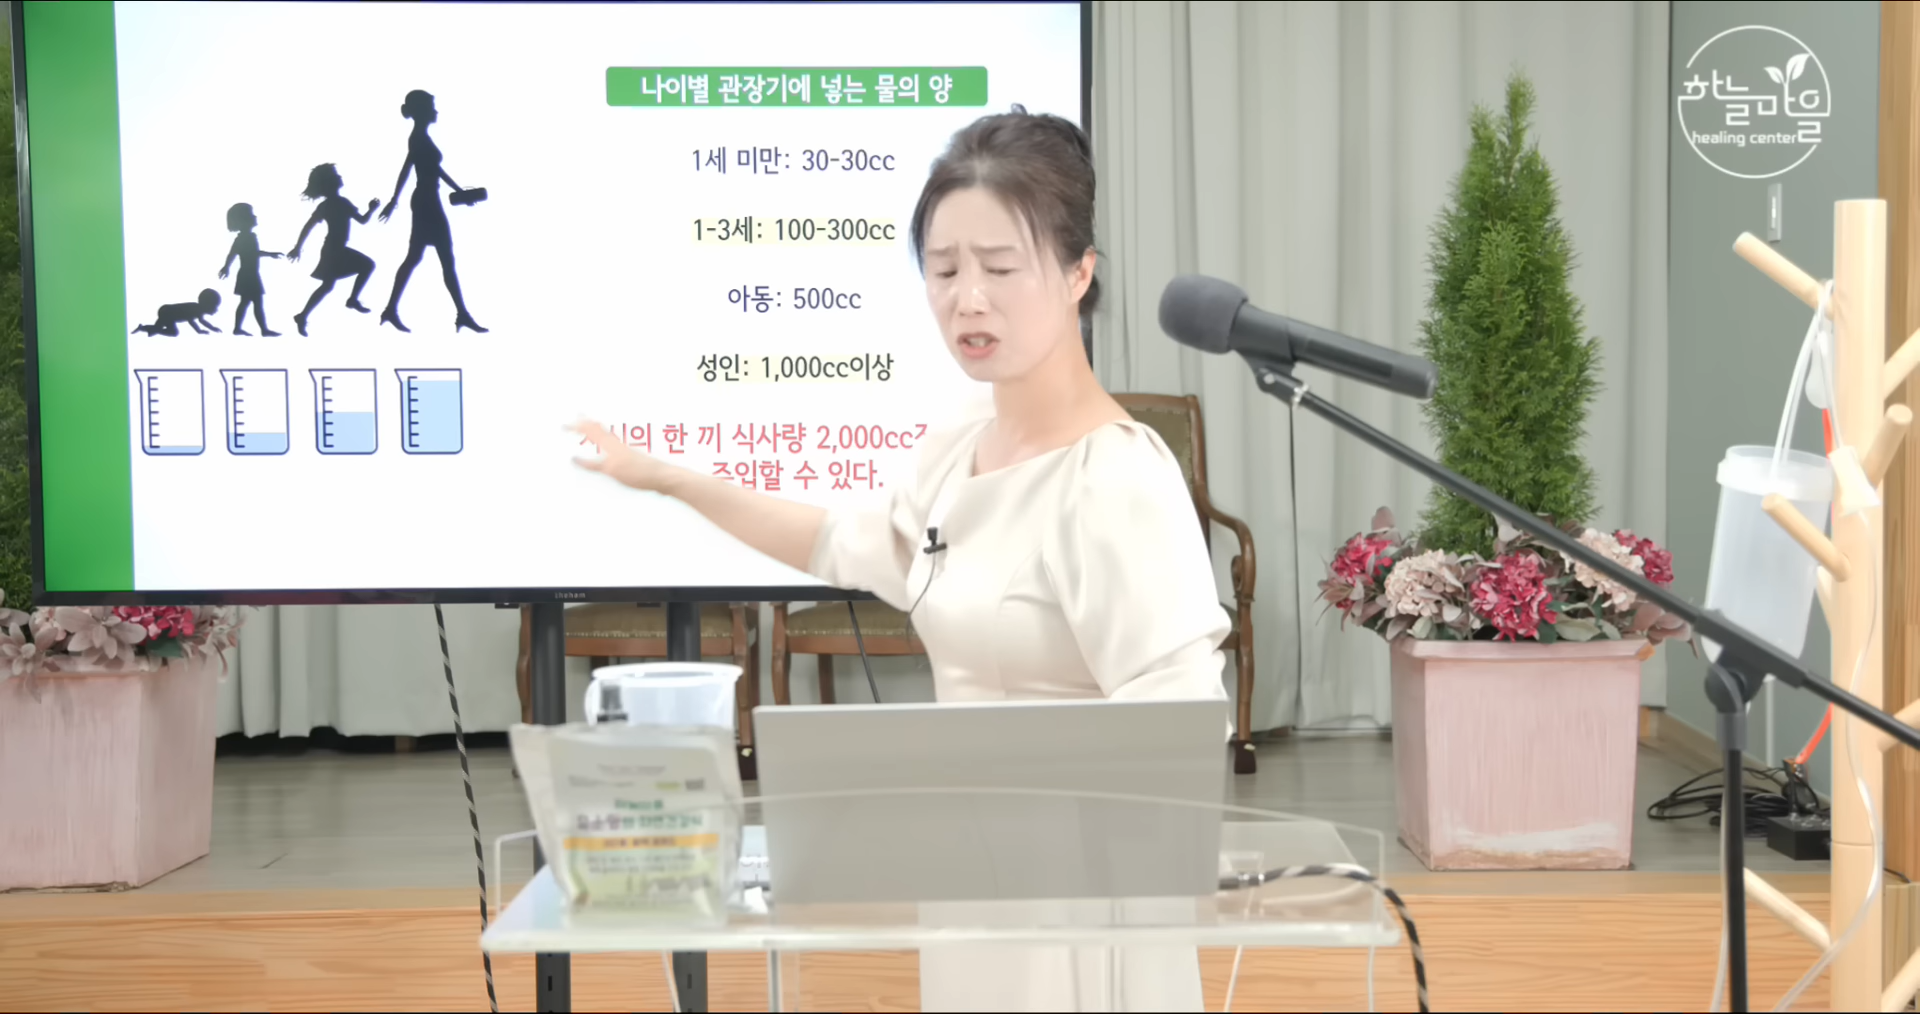 나이별 관장기에 넣는 물의 양
1세 미만: 30-30cc
1-3세: 100-300cc
아동: 500cc
성인: 1,000cc이상
한 끼 식사량 2,000cc
주입할 수 있다.
하늘마을
healing center